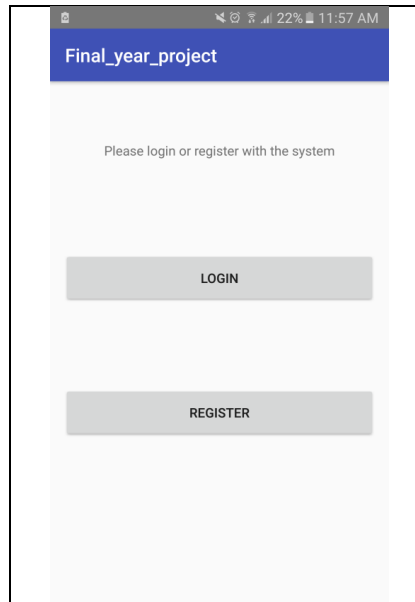 22% 11:57 AM
Final_year_project
Please login or register with the system
LOGIN
REGISTER